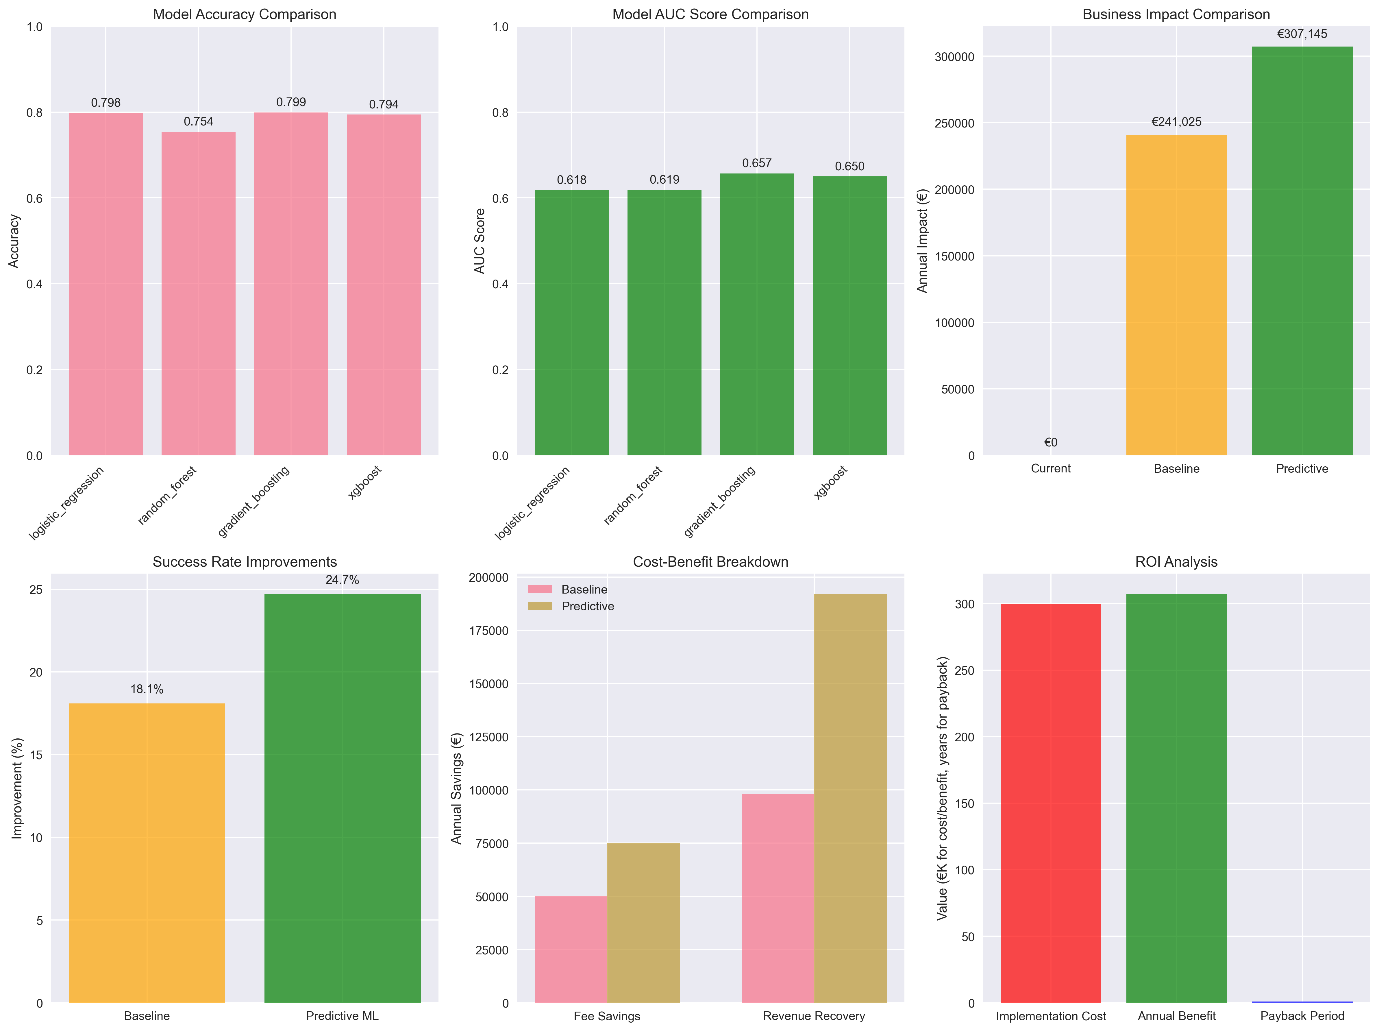 Model Accuracy Comparison
Accuracy
1.0
0.8
0.6
0.4
0.2
0.0
0.798
0.754
0.799
0.794
logistic_regression
random_forest
gradient_boosting
xgboost
Model AUC Score Comparison
AUC Score
1.0
0.8
0.6
0.4
0.2
0.0
0.618
0.619
0.657
0.650
logistic_regression
random_forest
gradient_boosting
xgboost
Business Impact Comparison
Annual Impact (€)
300000
250000
200000
150000
100000
50000
0
€0
€241,025
€307,145
Current
Baseline
Predictive
Success Rate Improvements
Improvement (%)
25
20
15
10
5
0
18.1%
24.7%
Baseline
Predictive ML
Cost-Benefit Breakdown
Annual Savings (€)
200000
175000
150000
125000
100000
75000
50000
25000
0
Baseline
Predictive
Fee Savings
Revenue Recovery
ROI Analysis
Value (€K for cost/benefit, years for payback)
300
250
200
150
100
50
0
Implementation Cost
Annual Benefit
Payback Period